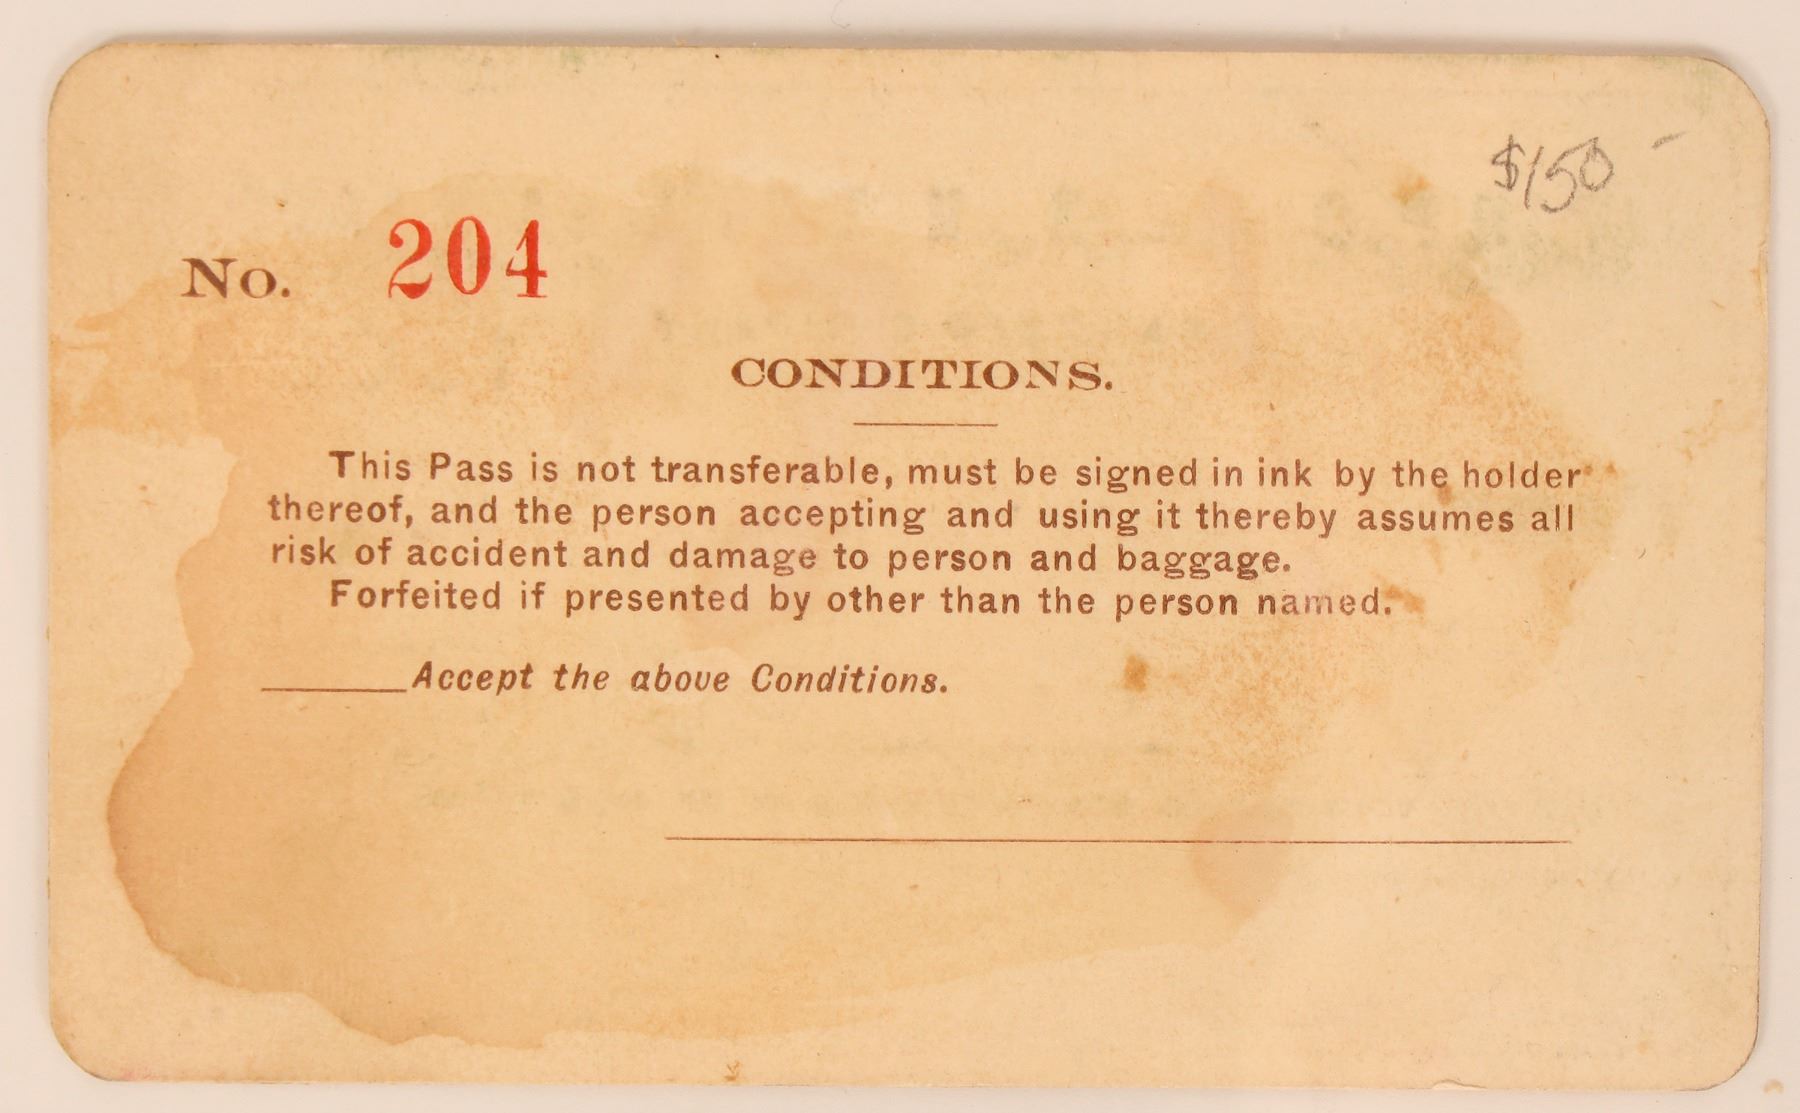 $150 -
No. 204
CONDITIONS.
This Pass is not transferable, must be signed in ink by the holder
thereof, and the person accepting and using it thereby assumes all
risk of accident and damage to person and baggage.
Forfeited if presented by other than the person named.
______Accept the above Conditions.